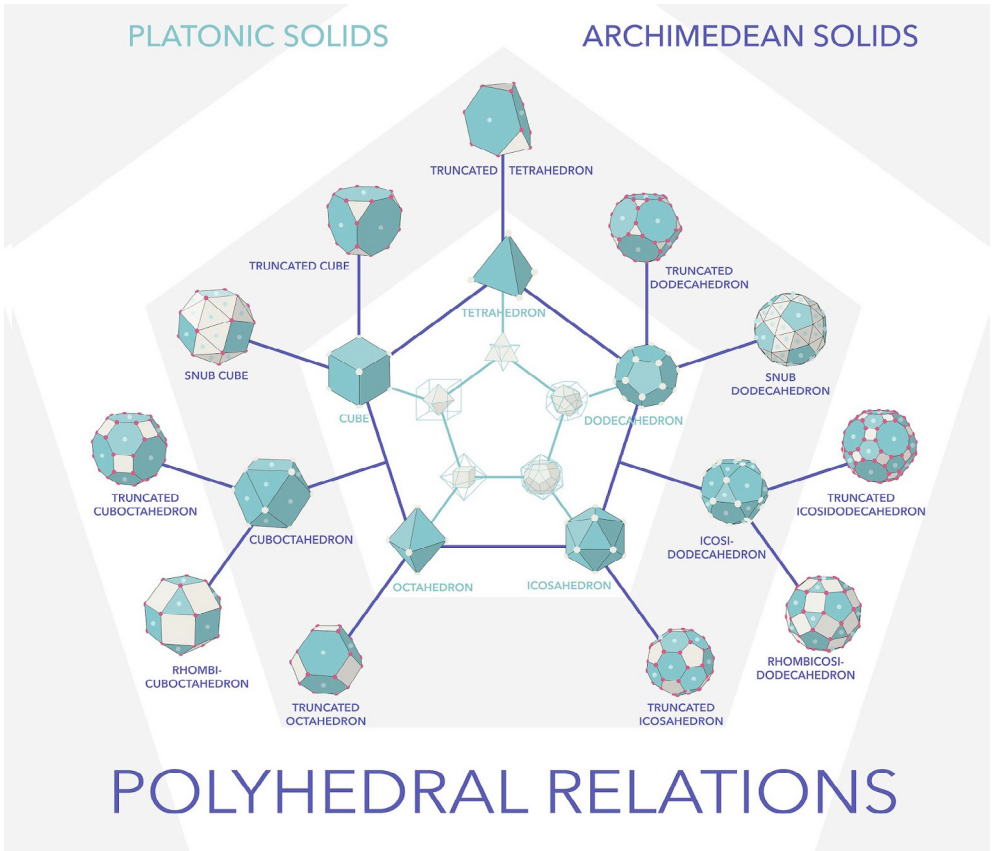 PLATONIC SOLIDS
ARCHIMEDEAN SOLIDS
TRUNCATED TETRAHEDRON
TRUNCATED CUBE
TRUNCATED
DODECAHEDRON
TETRAHEDRON
SNUB CUBE
SNUB
DODECAHEDRON
CUBE
DODECAHEDRON
TRUNCATED
CUBOCTAHEDRON
TRUNCATED
ICOSIDODECAHEDRON
CUBOCTAHEDRON
ICOSI-
DODECAHEDRON
OCTAHEDRON
ICOSAHEDRON
RHOMBI-
CUBOCTAHEDRON
RHOMBICOSI-
DODECAHEDRON
TRUNCATED
OCTAHEDRON
TRUNCATED
ICOSAHEDRON
POLYHEDRAL RELATIONS